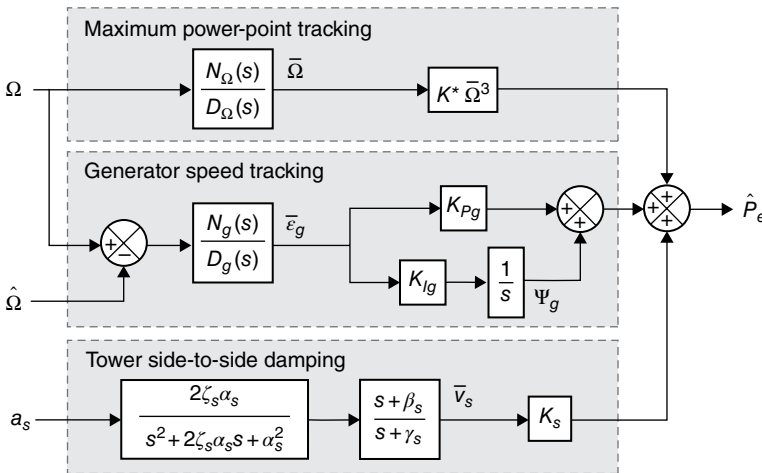 Maximum power-point tracking
Ω
N_Ω(s)
D_Ω(s)
Ω̄
K* Ω̄³
Generator speed tracking
+
−
N_g(s)
D_g(s)
ε̄_g
K_Pg
K_Ig
1
s
Ψ_g
+
+
+
+
+
P̂_e
Ω̂
Tower side-to-side damping
a_s
2ζ_sα_s
s² + 2ζ_sα_ss + α_s²
s + β_s
s + γ_s
v̄_s
K_s